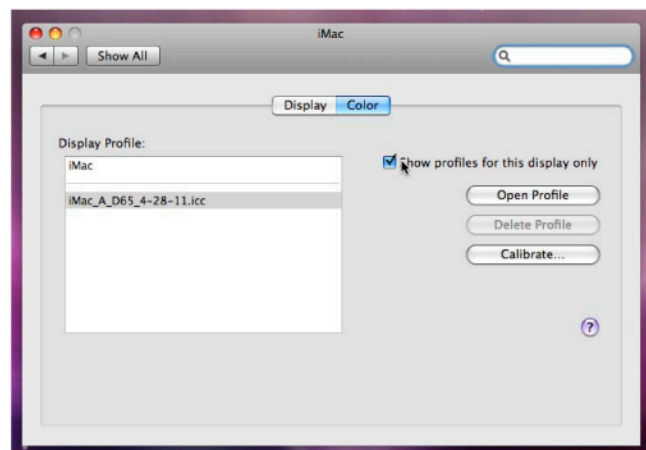 iMac
Show All
Display Color
Display Profile:
iMac
Show profiles for this display only
iMac_A_D65_4-28-11.icc
Open Profile
Delete Profile
Calibrate...
?